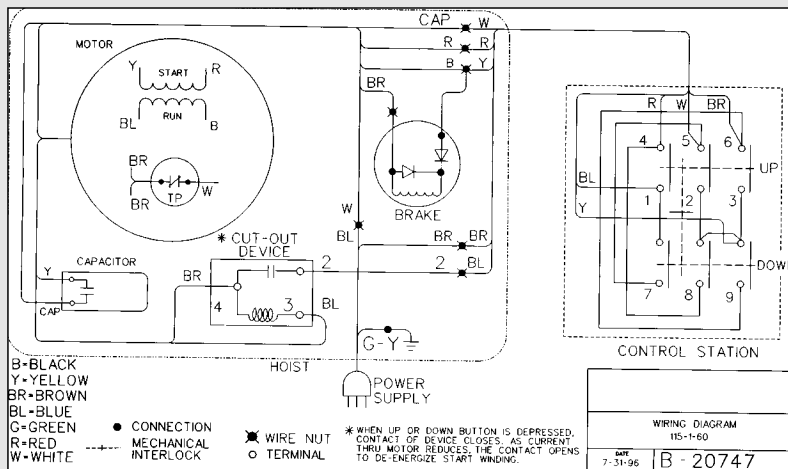 CAP W
R R
B Y
MOTOR
Y START R
BL RUN B
BR
BR TP W
BR
BRAKE
W
BL
BR BR
2 BL
* CUT-OUT
DEVICE
2
BR
4 3 BL
CAPACITOR
Y
CAP
G-Y
HOIST
POWER
SUPPLY
R W BR
4 5 6
UP
BL
1 2 3
Y
DOWN
7 8 9
CONTROL STATION
B=BLACK
Y=YELLOW
BR=BROWN
BL=BLUE
G=GREEN
R=RED
W=WHITE
CONNECTION
MECHANICAL
INTERLOCK
WIRE NUT
TERMINAL
* WHEN UP OR DOWN BUTTON IS DEPRESSED,
CONTACT OF DEVICE CLOSES. AS CURRENT
THRU MOTOR REDUCES, THE CONTACT OPENS
TO DE-ENERGIZE START WINDING.
WIRING DIAGRAM
115-1-60
DATE
7-31-96
B - 20747